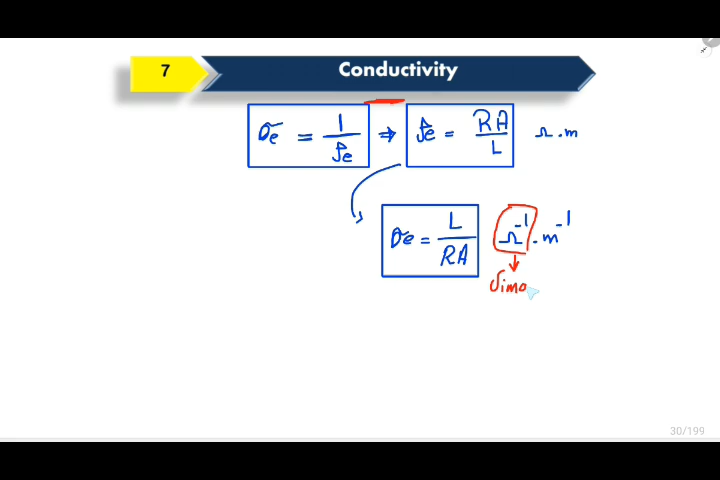 7 Conductivity
σe = 1/ρe ⇒ ρe = RA/L Ω.m
σe = L/RA Ω⁻¹.m⁻¹
simo
30/199